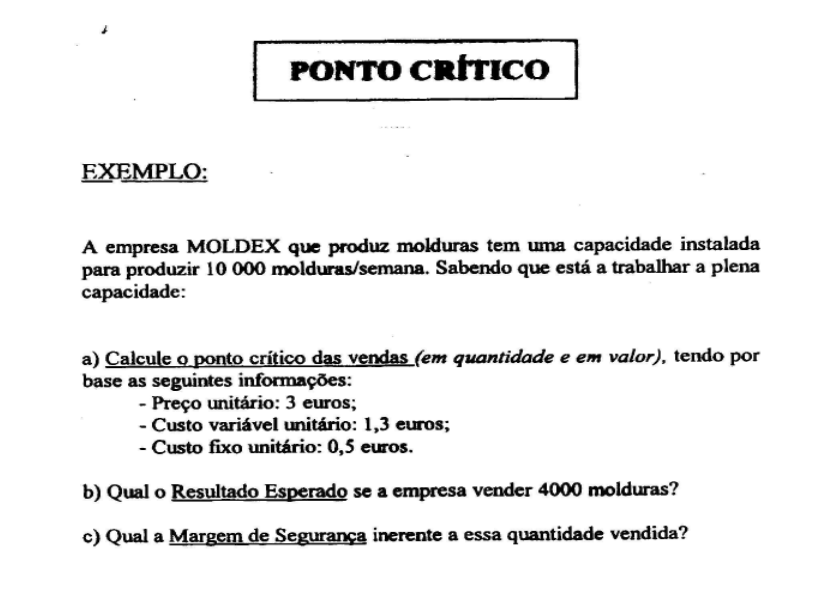 PONTO CRÍTICO
EXEMPLO:
A empresa MOLDEX que produz molduras tem uma capacidade instalada
para produzir 10 000 molduras/semana. Sabendo que está a trabalhar a plena
capacidade:
a) Calcule o ponto crítico das vendas (em quantidade e em valor), tendo por
base as seguintes informações:
- Preço unitário: 3 euros;
- Custo variável unitário: 1,3 euros;
- Custo fixo unitário: 0,5 euros.
b) Qual o Resultado Esperado se a empresa vender 4000 molduras?
c) Qual a Margem de Segurança inerente a essa quantidade vendida?